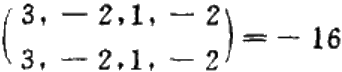 (3, － 2,1, － 2
3, － 2,1, － 2) = － 16